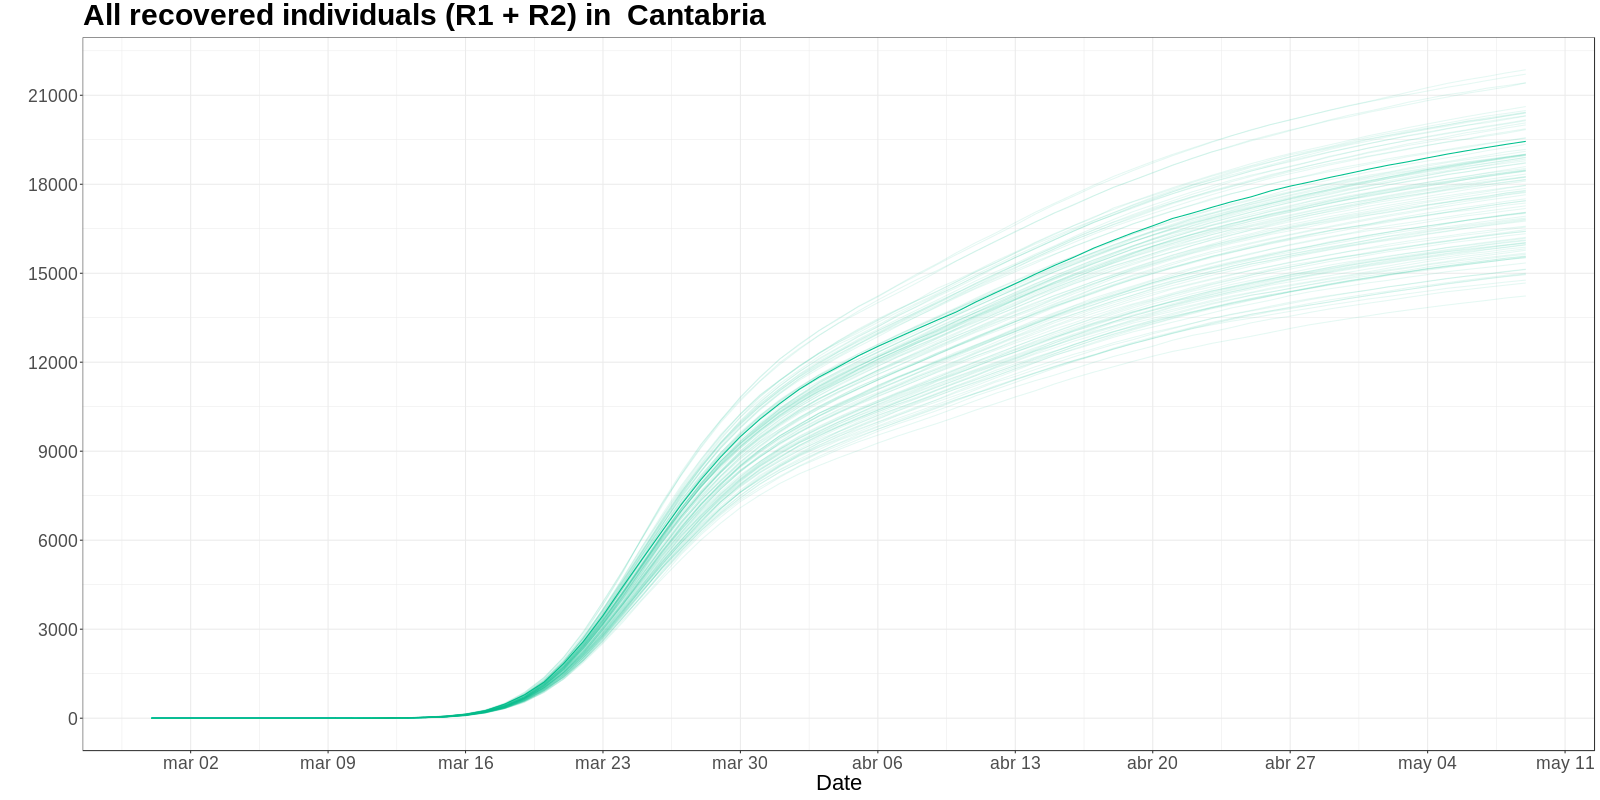 All recovered individuals (R1 + R2) in  Cantabria
21000
18000
15000
12000
9000
6000
3000
0
mar 02 mar 09 mar 16 mar 23 mar 30 abr 06 abr 13 abr 20 abr 27 may 04 may 11
Date